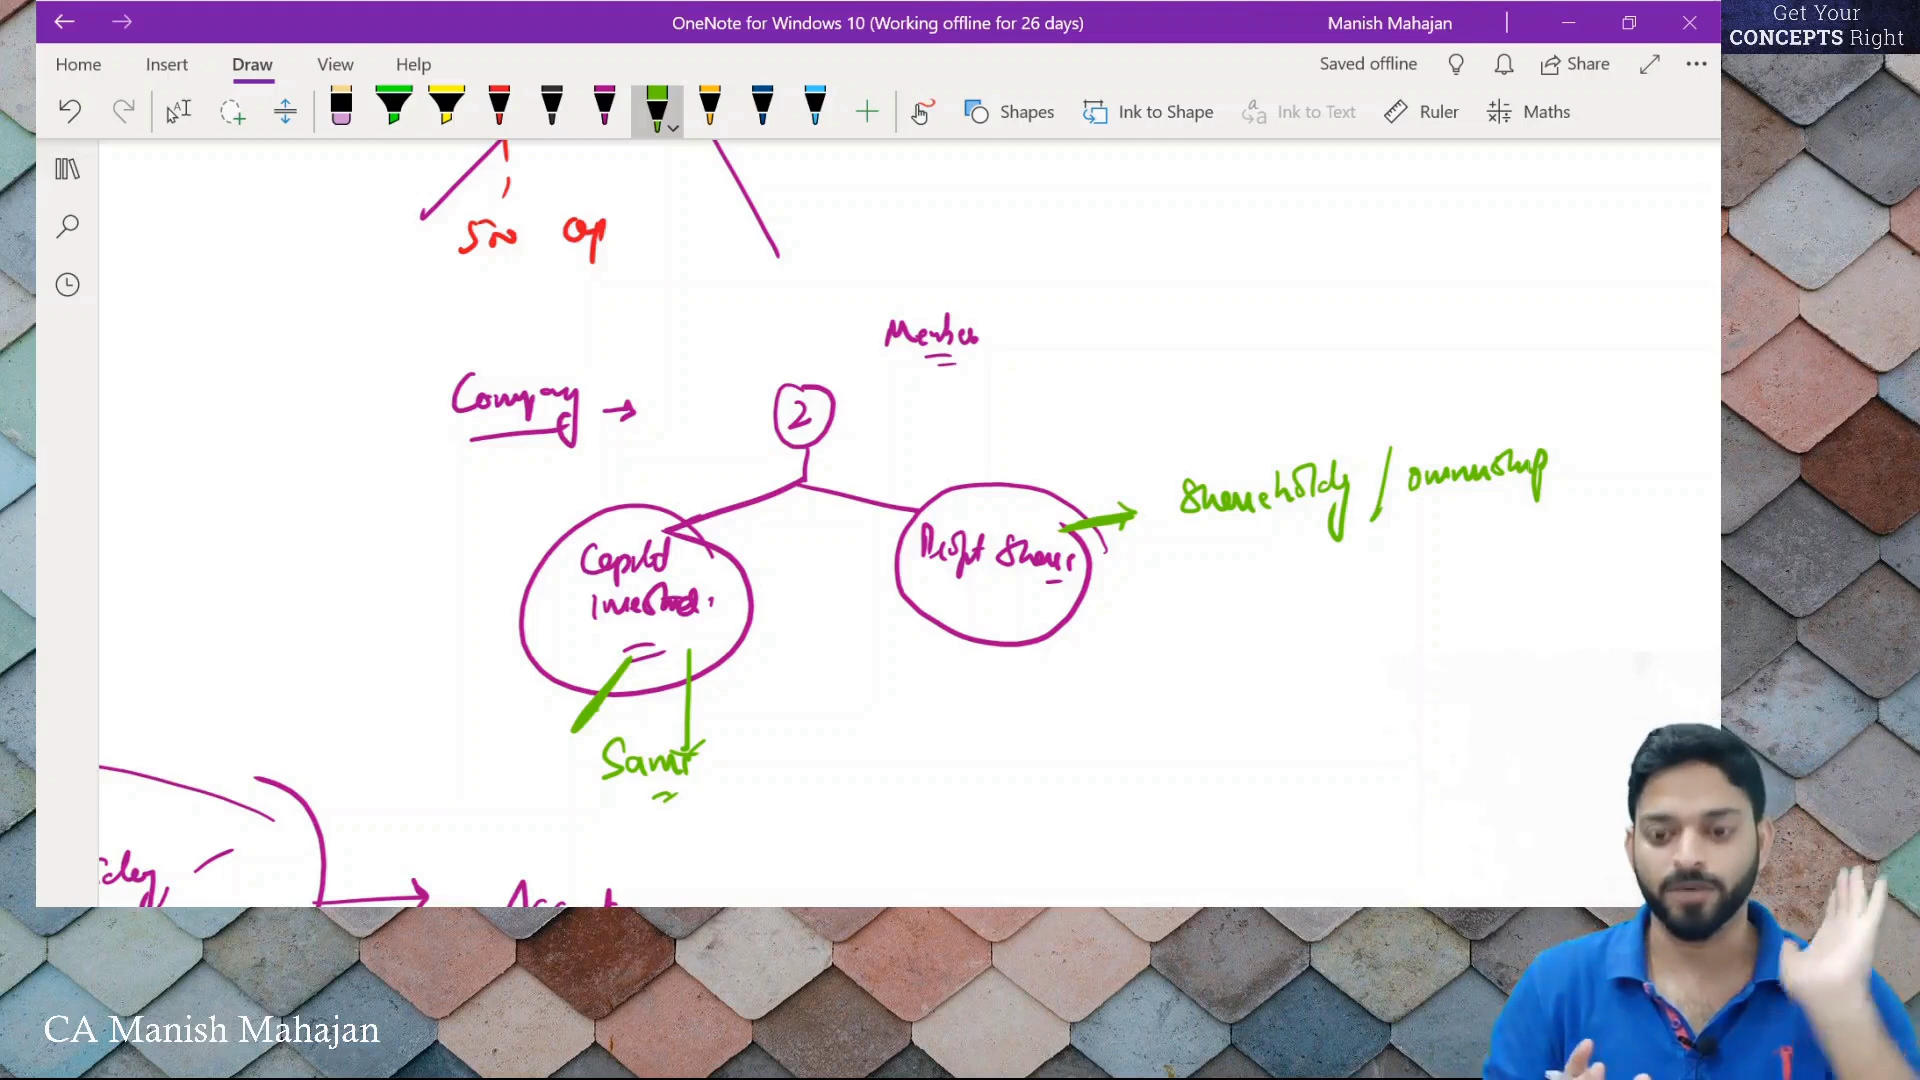 Get Your
CONCEPTS Right
OneNote for Windows 10 (Working offline for 26 days)
Manish Mahajan
Home Insert Draw View Help
Saved offline
Share
Shapes
Ink to Shape
Ink to Text
Ruler
Maths
Member
Company →
2
Shareholdg / ownership
Capital
Invested.
Profit Share
Same
CA Manish Mahajan